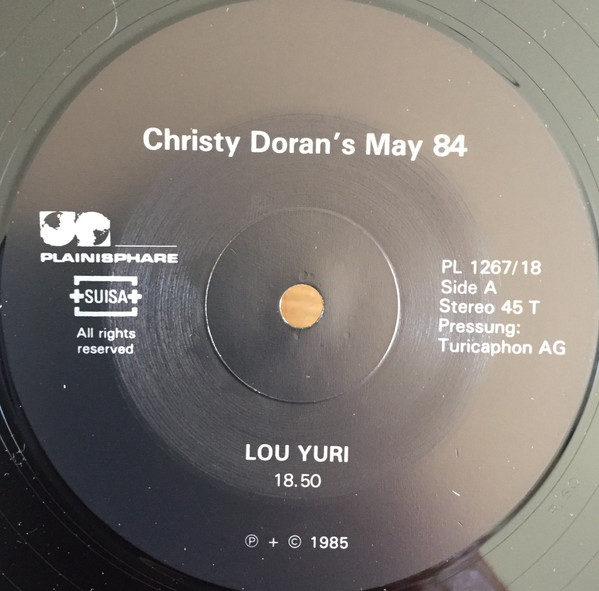 Christy Doran's May 84
PLAINISPHARE
SUISA
All rights
reserved
PL 1267/18
Side A
Stereo 45 T
Pressung:
Turicaphon AG
LOU YURI
18.50
℗ + © 1985